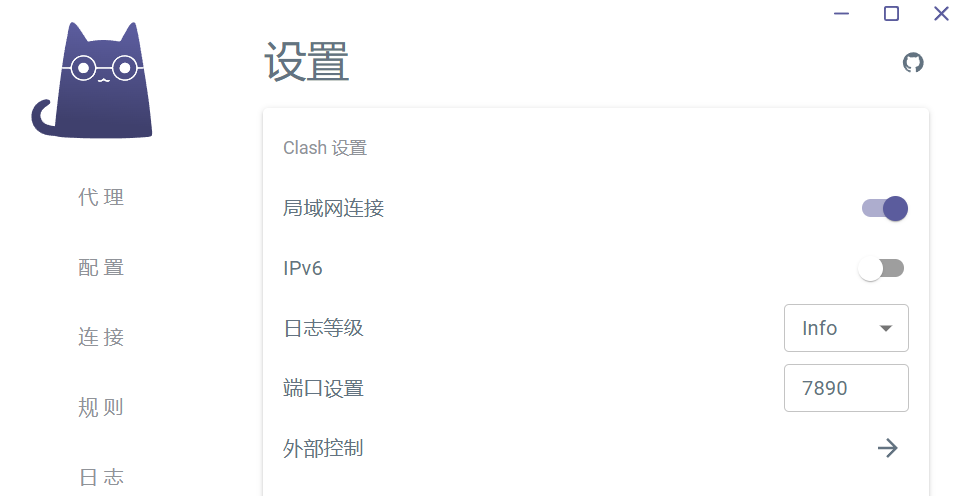 设置
代理
配置
连接
规则
日志
Clash 设置
局域网连接
IPv6
日志等级
Info
端口设置
7890
外部控制